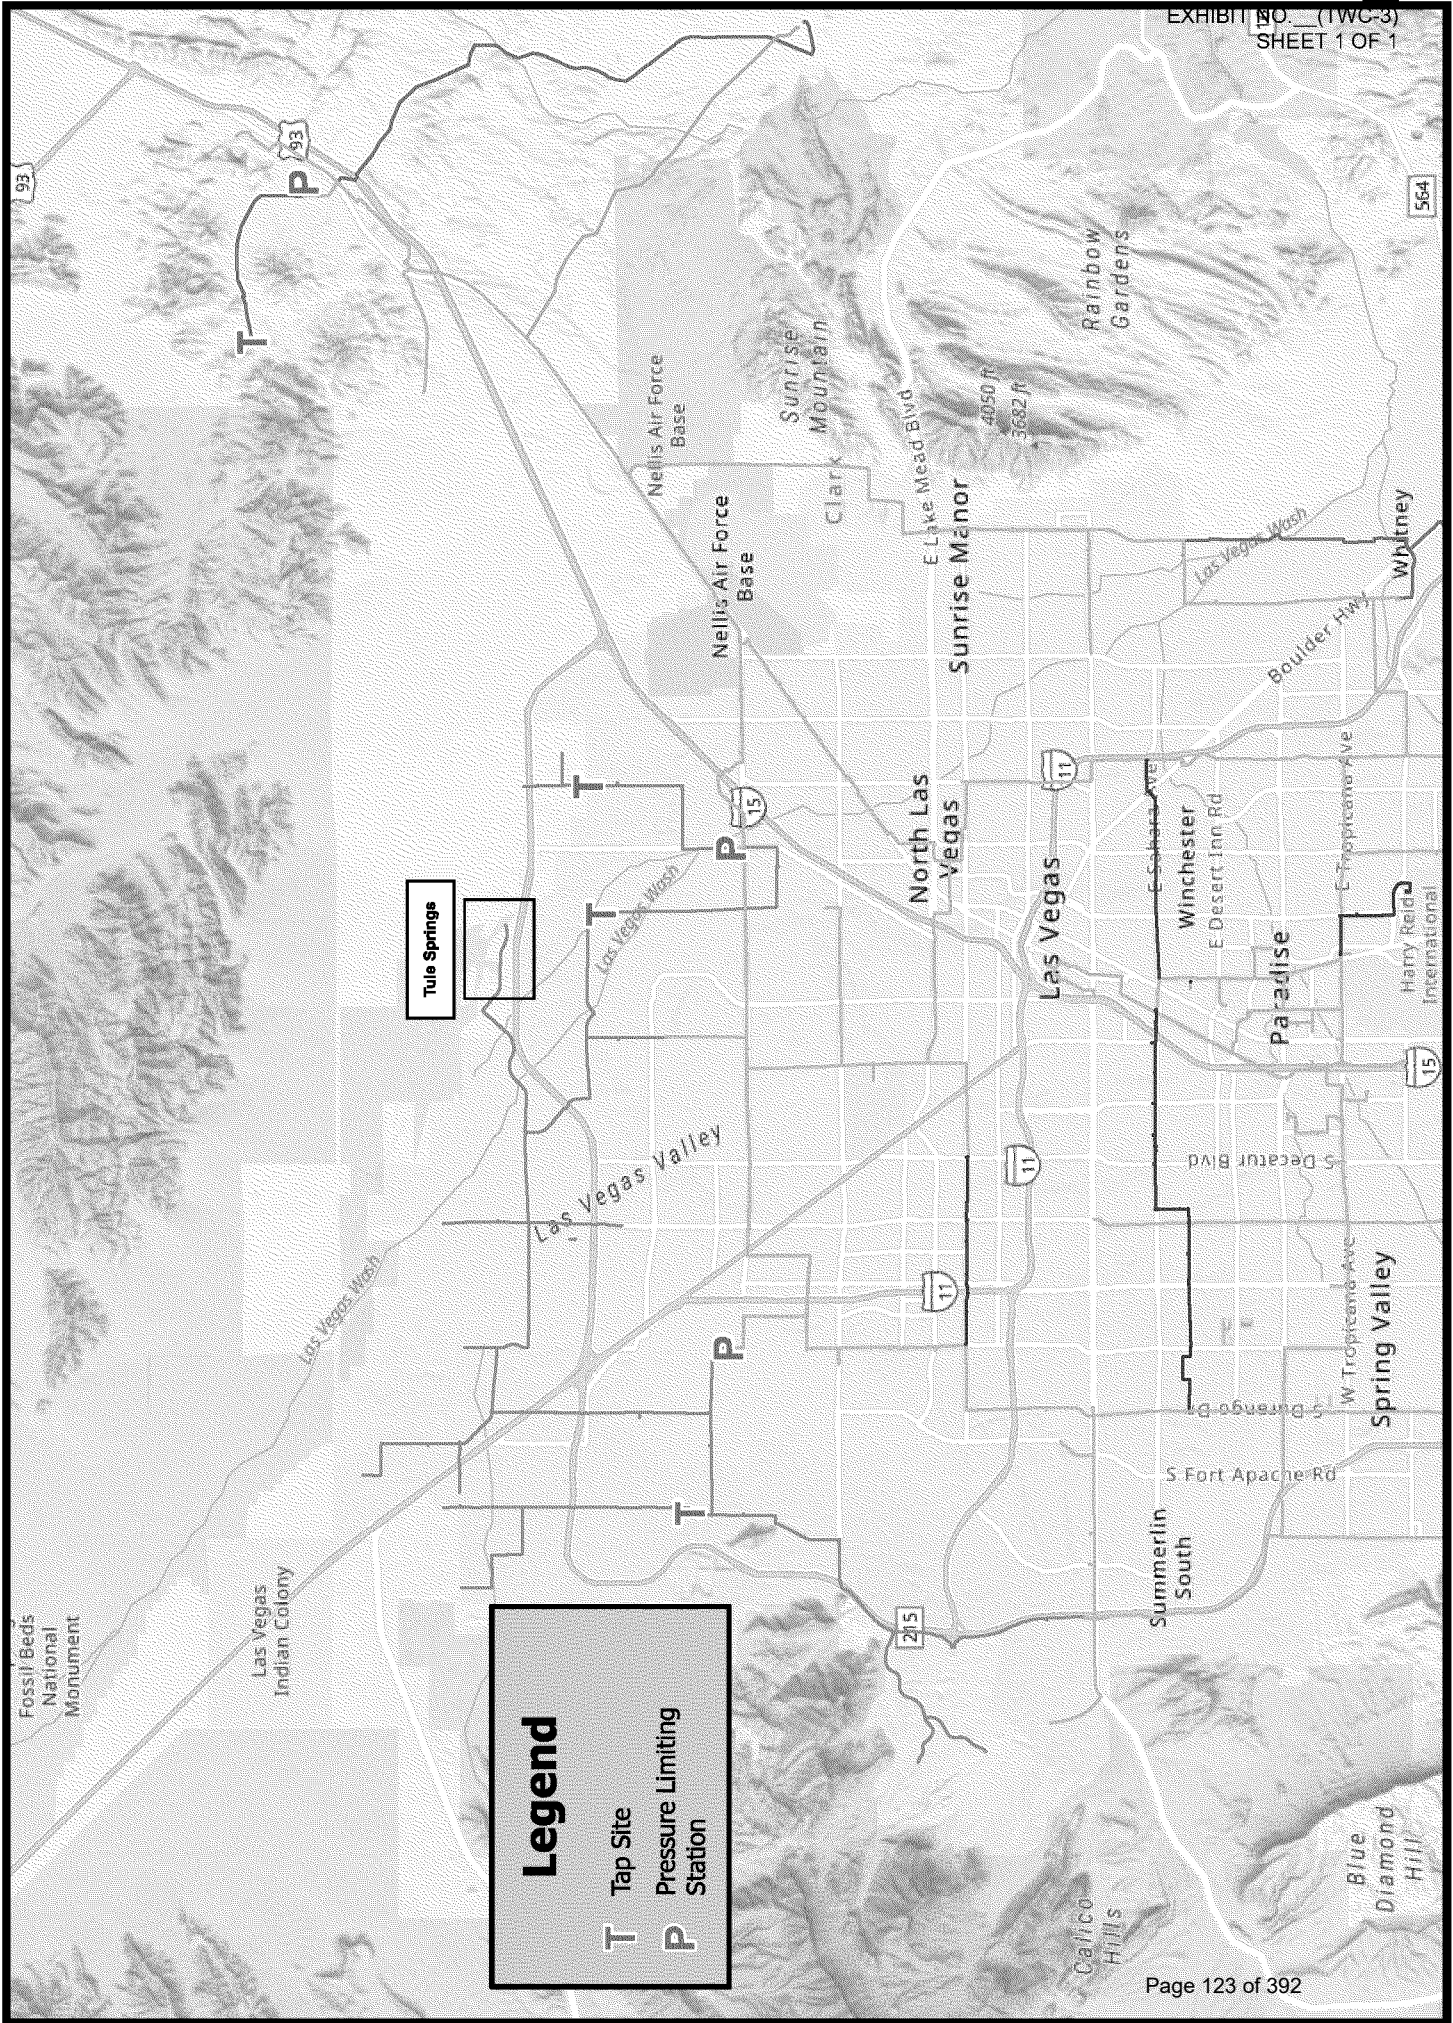 EXHIBIT NO.__(TWC-3)
SHEET 1 OF 1
93
93
P
T
564
Rainbow
Gardens
Sunrise
Mountain
4050 ft
3682 ft
Nellis Air Force
Base
Clark
E Lake Mead Blvd
Sunrise Manor
Nellis Air Force
Base
Las Vegas Wash
Whitney
Boulder Hwy
T
15
P
T
Las Vegas Wash
Tule Springs
North Las
Vegas
11
Las Vegas
E Sahara Ave
Winchester
E Desert Inn Rd
E Tropicana Ave
Paradise
Harry Reid
International
15
Las Vegas Valley
11
S Decatur Blvd
Las Vegas Wash
11
P
W Tropicana Ave
Spring Valley
S Durango Dr
S Fort Apache Rd
T
Summerlin
South
215
Las Vegas
Indian Colony
Fossil Beds
National
Monument
Legend
T Tap Site
P Pressure Limiting
Station
Calico
Hills
Blue
Diamond
Hill
Page 123 of 392